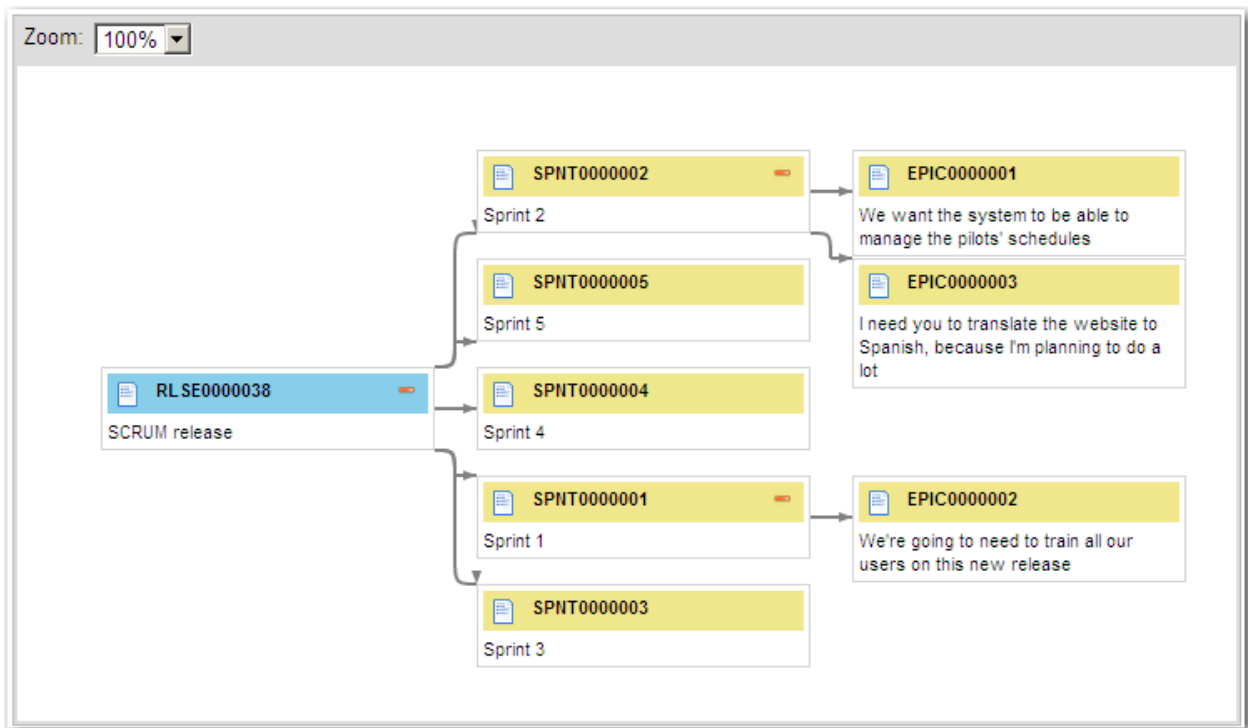 Zoom: 100%
SPNT0000002
Sprint 2
EPIC0000001
We want the system to be able to
manage the pilots' schedules
SPNT0000005
Sprint 5
EPIC0000003
I need you to translate the website to
Spanish, because I'm planning to do a
lot
RLSE0000038
SCRUM release
SPNT0000004
Sprint 4
SPNT0000001
Sprint 1
EPIC0000002
We're going to need to train all our
users on this new release
SPNT0000003
Sprint 3